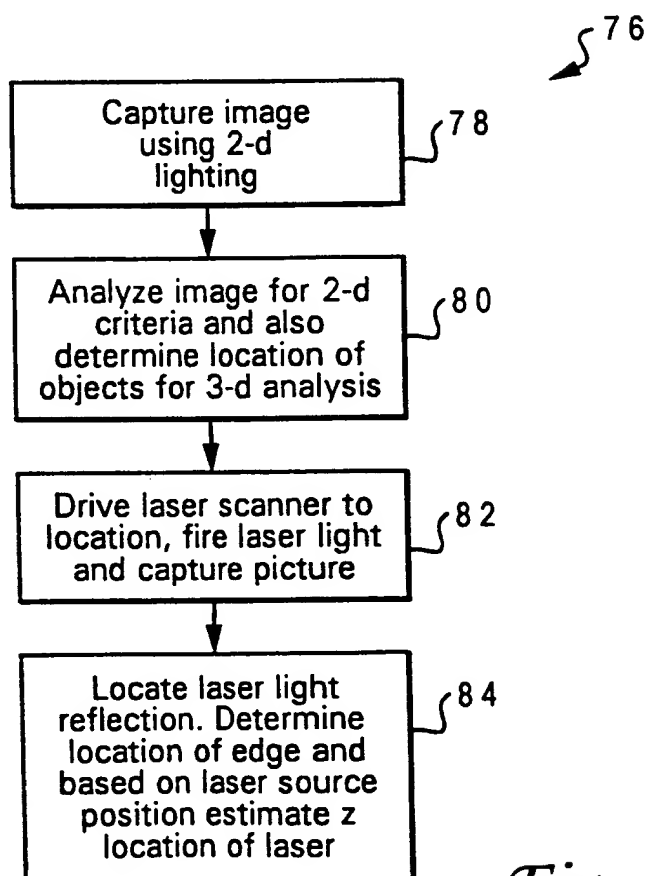 76
Capture image
using 2-d
lighting
78
Analyze image for 2-d
criteria and also
determine location of
objects for 3-d analysis
80
Drive laser scanner to
location, fire laser light
and capture picture
82
Locate laser light
reflection. Determine
location of edge and
based on laser source
position estimate z
location of laser
84